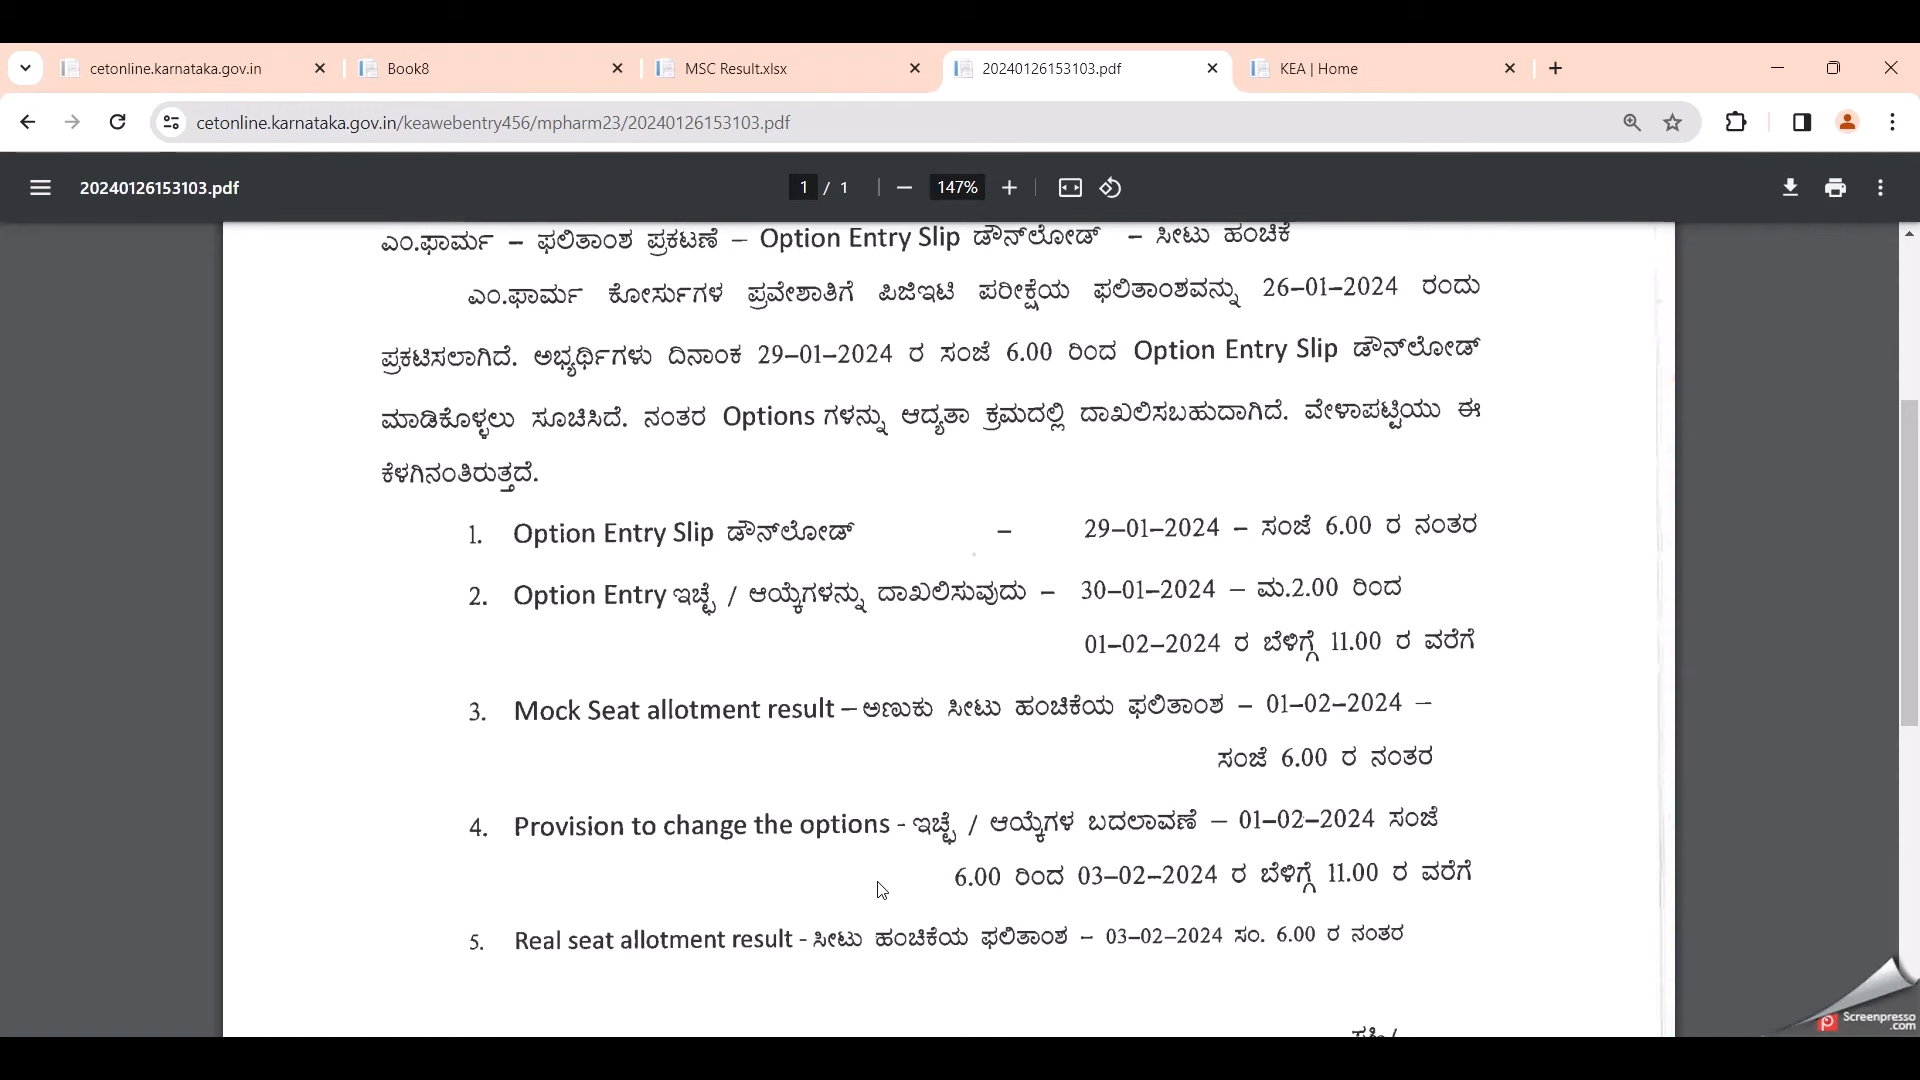 cetonline.karnataka.gov.in
Book8
MSC Result.xlsx
20240126153103.pdf
KEA | Home
cetonline.karnataka.gov.in/keawebentry456/mpharm23/20240126153103.pdf
20240126153103.pdf
1 / 1
147%
ಎಂ.ಫಾರ್ಮ – ಫಲಿತಾಂಶ ಪ್ರಕಟಣೆ – Option Entry Slip ಡೌನ್‌ಲೋಡ್ – ಸೀಟು ಹಂಚಿಕೆ
ಎಂ.ಫಾರ್ಮ ಕೋರ್ಸುಗಳ ಪ್ರವೇಶಾತಿಗೆ ಪಿಜಿಇಟಿ ಪರೀಕ್ಷೆಯ ಫಲಿತಾಂಶವನ್ನು 26–01–2024 ರಂದು
ಪ್ರಕಟಿಸಲಾಗಿದೆ. ಅಭ್ಯರ್ಥಿಗಳು ದಿನಾಂಕ 29–01–2024 ರ ಸಂಜೆ 6.00 ರಿಂದ Option Entry Slip ಡೌನ್‌ಲೋಡ್
ಮಾಡಿಕೊಳ್ಳಲು ಸೂಚಿಸಿದೆ. ನಂತರ Options ಗಳನ್ನು ಆದ್ಯತಾ ಕ್ರಮದಲ್ಲಿ ದಾಖಲಿಸಬಹುದಾಗಿದೆ. ವೇಳಾಪಟ್ಟಿಯು ಈ
ಕೆಳಗಿನಂತಿರುತ್ತದೆ.
1. Option Entry Slip ಡೌನ್‌ಲೋಡ್ – 29–01–2024 – ಸಂಜೆ 6.00 ರ ನಂತರ
2. Option Entry ಇಚ್ಛೆ / ಆಯ್ಕೆಗಳನ್ನು ದಾಖಲಿಸುವುದು – 30–01–2024 – ಮ.2.00 ರಿಂದ
01–02–2024 ರ ಬೆಳಿಗ್ಗೆ 11.00 ರ ವರೆಗೆ
3. Mock Seat allotment result – ಅಣುಕು ಸೀಟು ಹಂಚಿಕೆಯ ಫಲಿತಾಂಶ – 01–02–2024 –
ಸಂಜೆ 6.00 ರ ನಂತರ
4. Provision to change the options - ಇಚ್ಛೆ / ಆಯ್ಕೆಗಳ ಬದಲಾವಣೆ – 01–02–2024 ಸಂಜೆ
6.00 ರಿಂದ 03–02–2024 ರ ಬೆಳಿಗ್ಗೆ 11.00 ರ ವರೆಗೆ
5. Real seat allotment result - ಸೀಟು ಹಂಚಿಕೆಯ ಫಲಿತಾಂಶ – 03–02–2024 ಸಂ. 6.00 ರ ನಂತರ
Screenpresso
.com